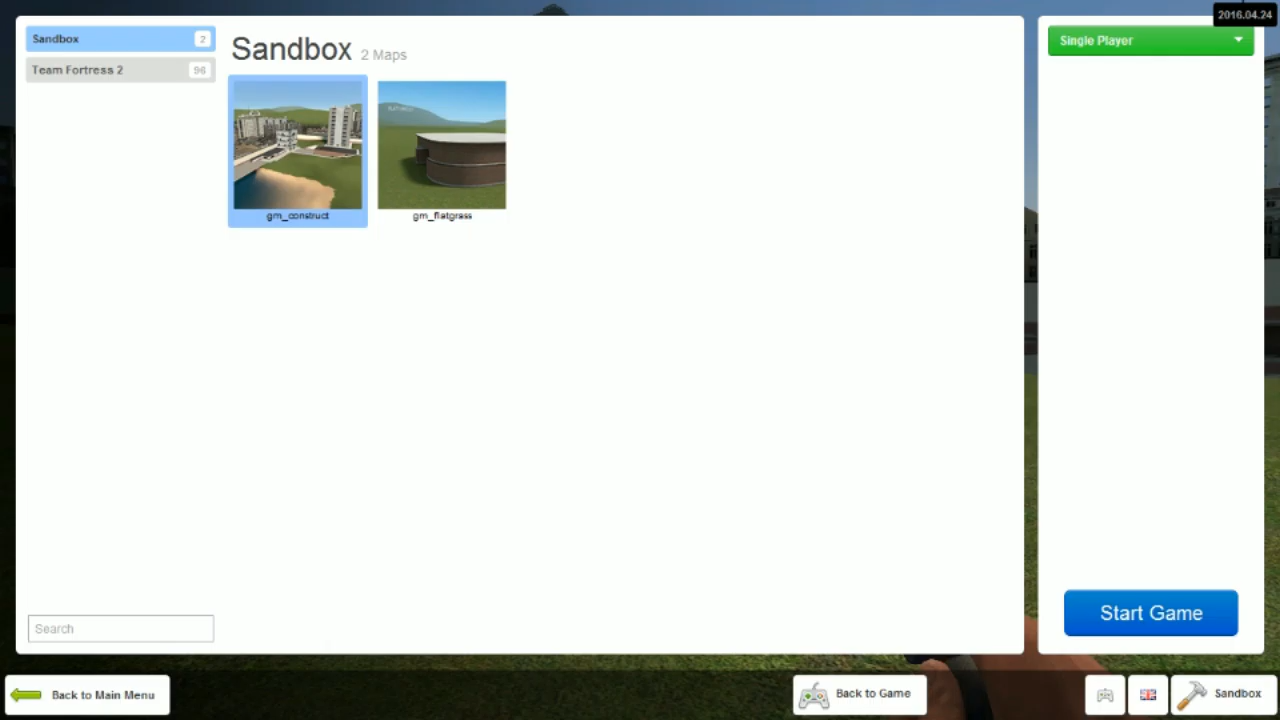 2016.04.24
Sandbox 2
Team Fortress 2 96
Sandbox 2 Maps
gm_construct
gm_flatgrass
Search
Single Player
Start Game
Back to Main Menu
Back to Game
Sandbox